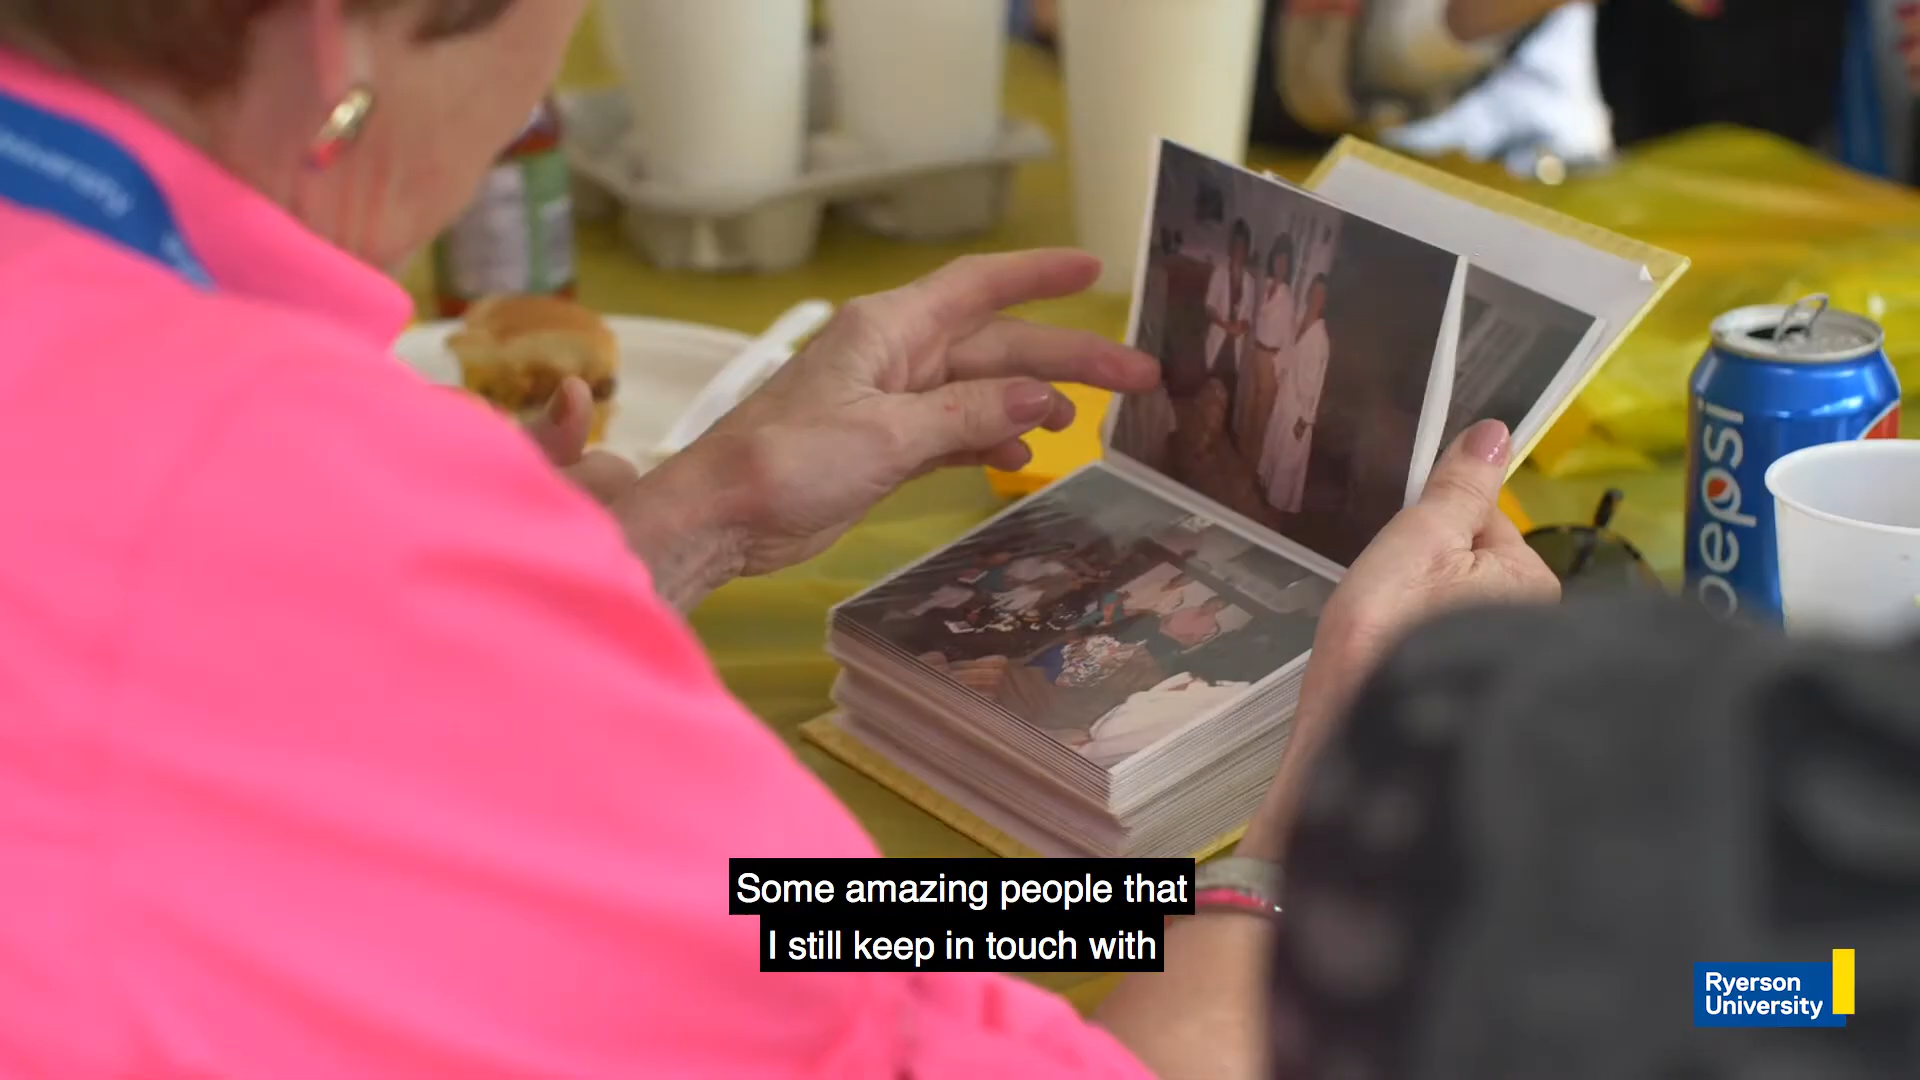 pepsi
Some amazing people that
I still keep in touch with
Ryerson
University